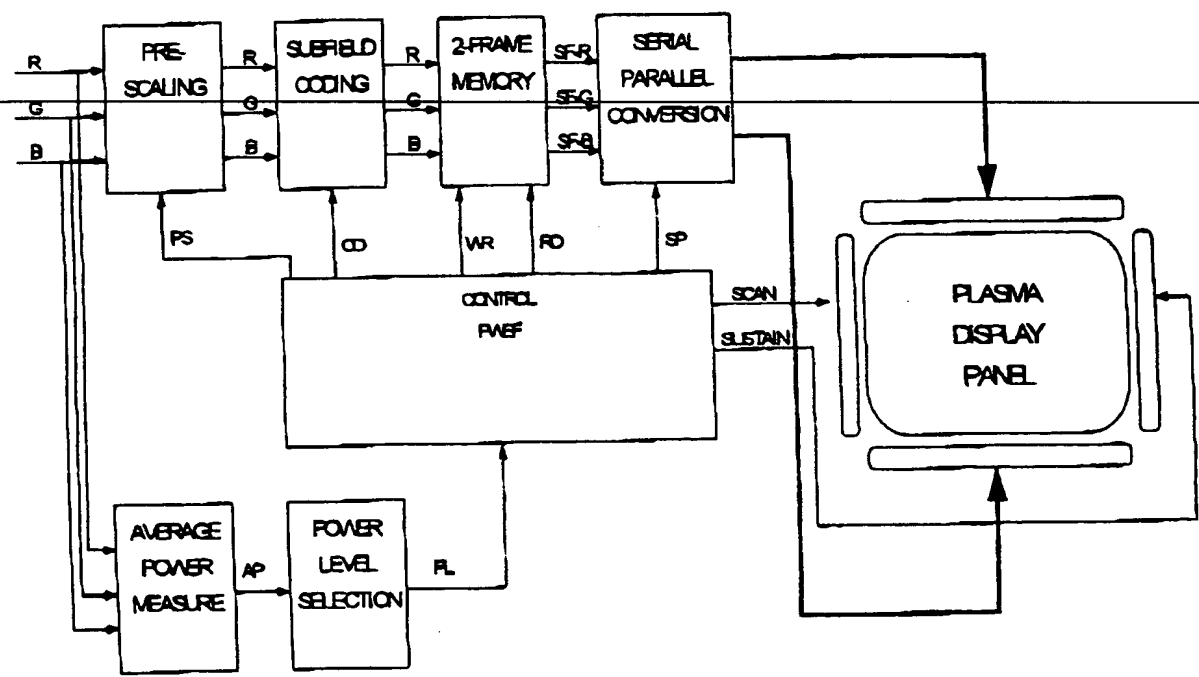 R
G
B
PRE-
SCALING
R
G
B
SUBFIELD
CODING
R
G
B
2-FRAME
MEMORY
SF-R
SF-G
SF-B
SERIAL
PARALLEL
CONVERSION
PS
CD
WR
RD
SP
CONTROL
PWEF
SCAN
SUSTAIN
PLASMA
DISPLAY
PANEL
AVERAGE
POWER
MEASURE
AP
POWER
LEVEL
SELECTION
PL